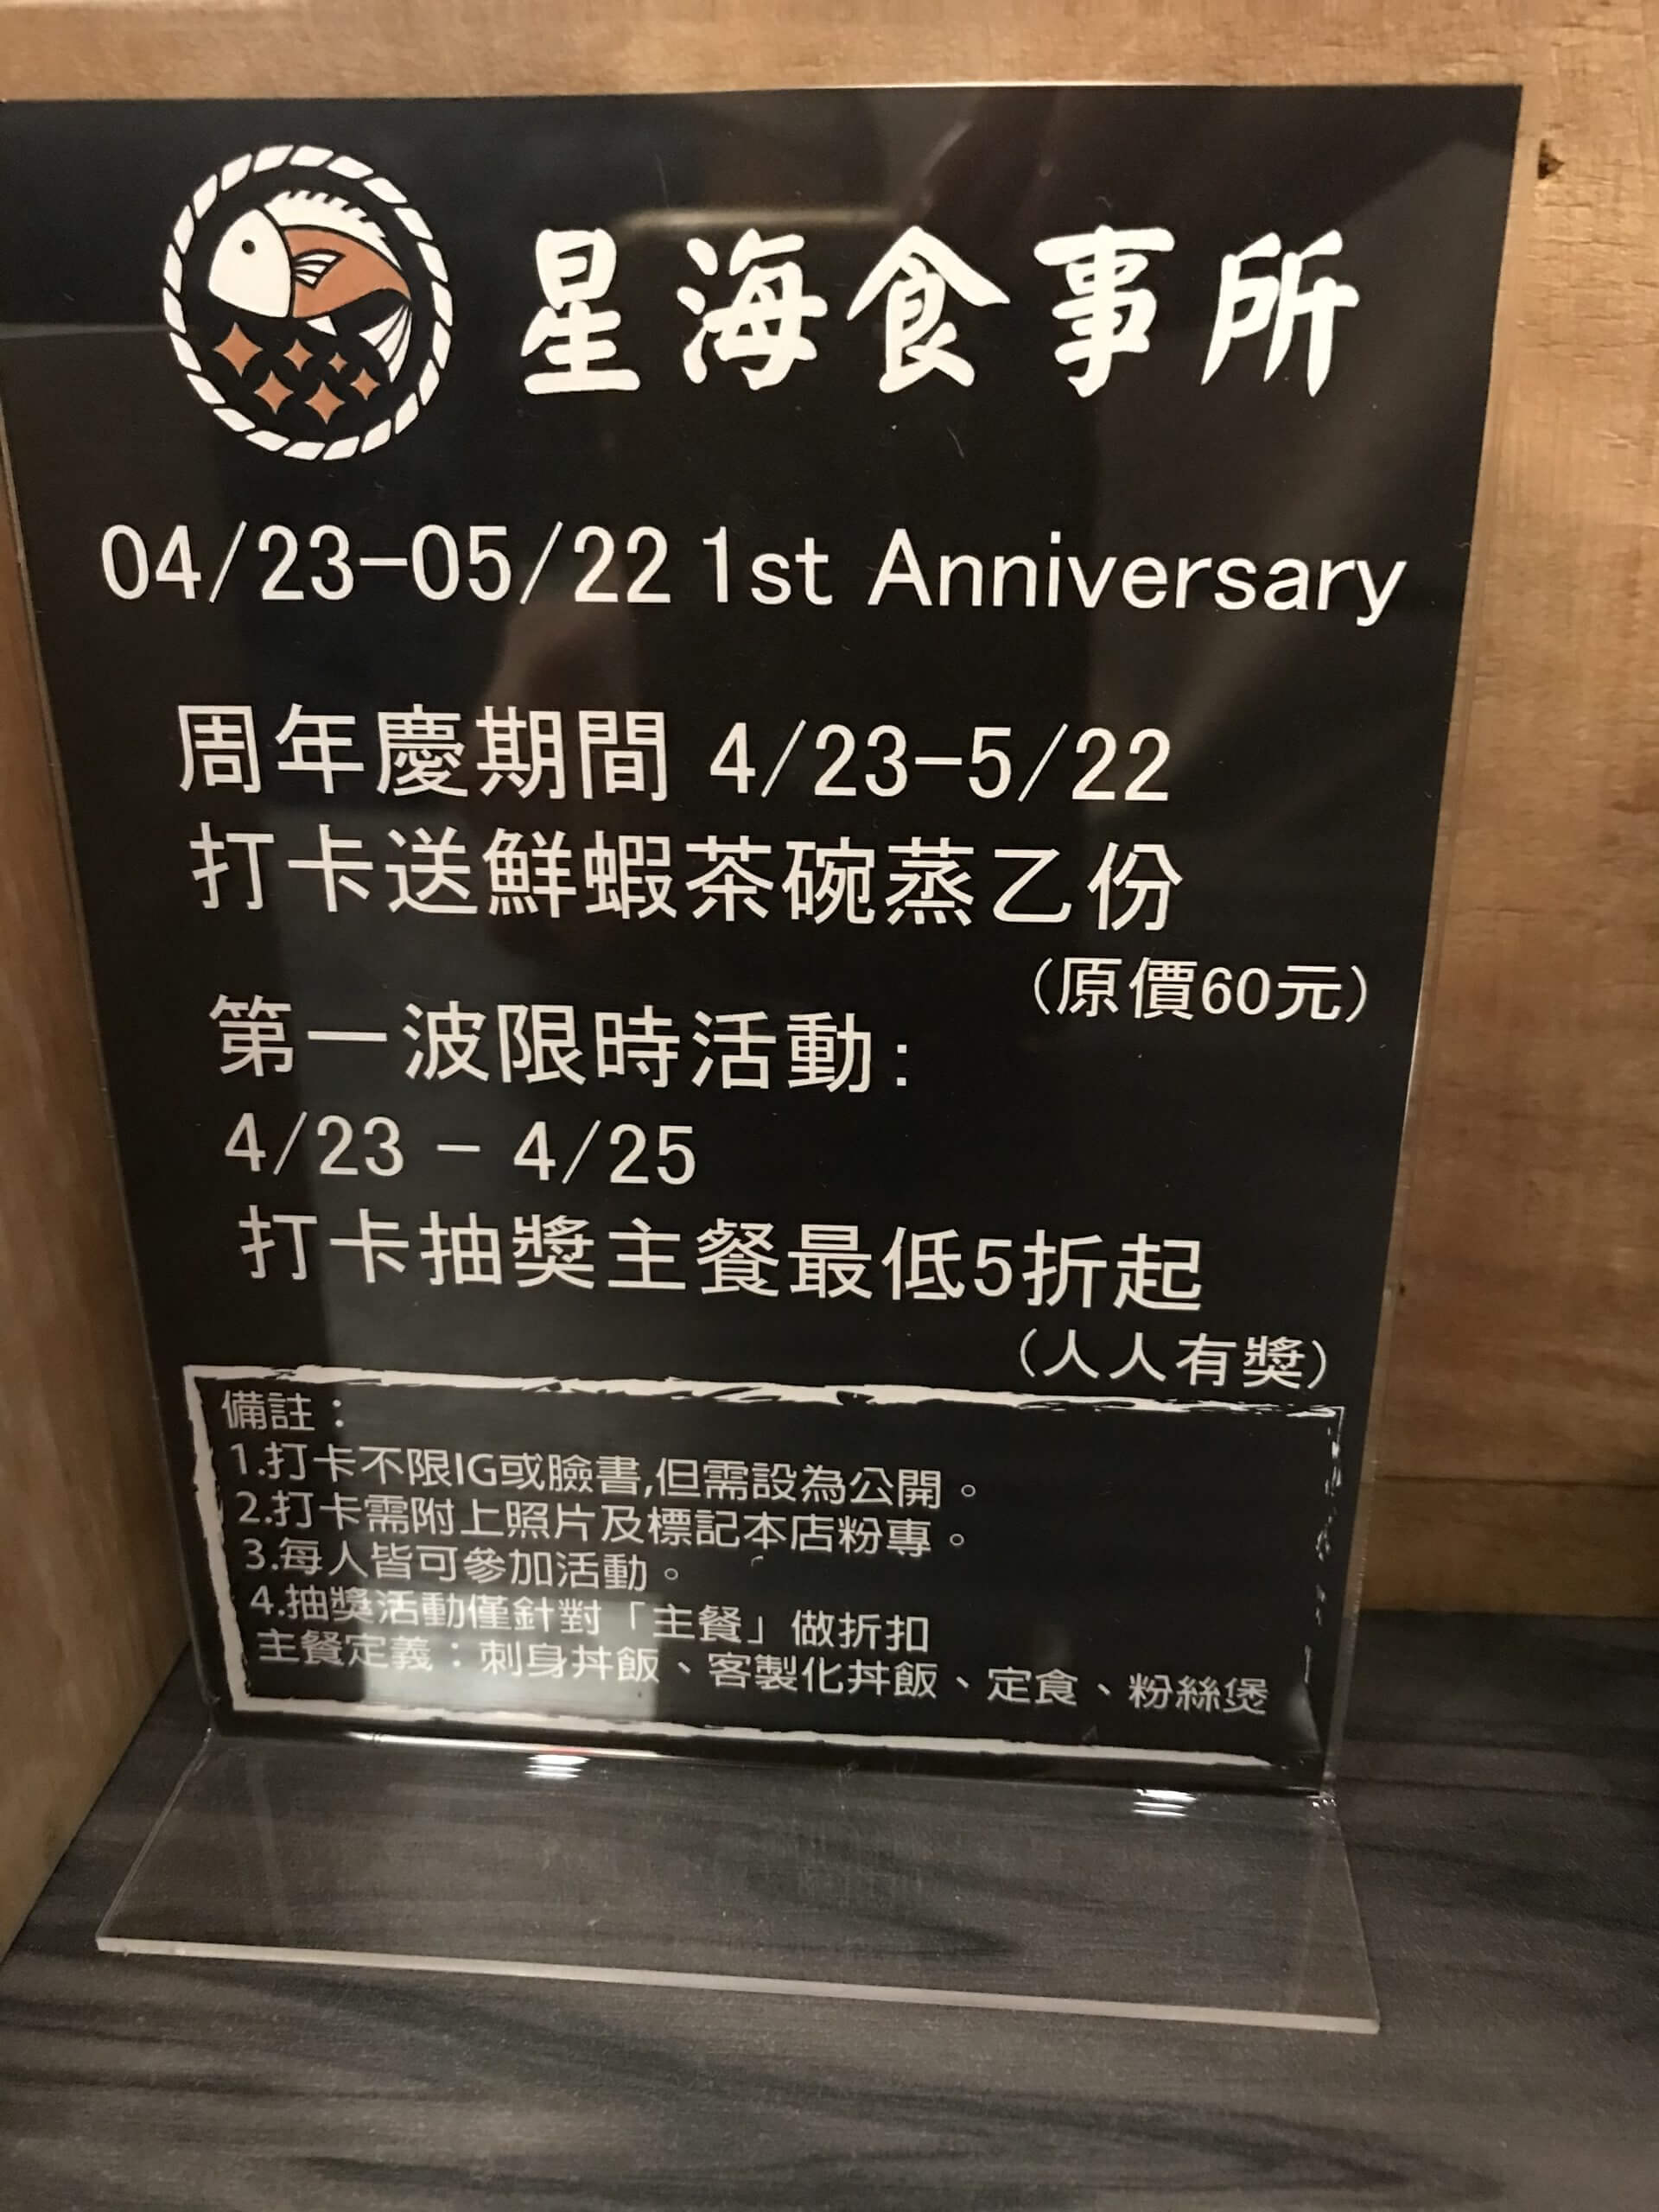 星海食事所
04/23-05/22 1st Anniversary
周年慶期間 4/23-5/22
打卡送鮮蝦茶碗蒸乙份
(原價60元)
第一波限時活動:
4/23 - 4/25
打卡抽獎主餐最低5折起
(人人有獎)
備註：
1.打卡不限IG或臉書,但需設為公開。
2.打卡需附上照片及標記本店粉專。
3.每人皆可參加活動。
4.抽獎活動僅針對「主餐」做折扣
主餐定義：刺身丼飯、客製化丼飯、定食、粉絲煲